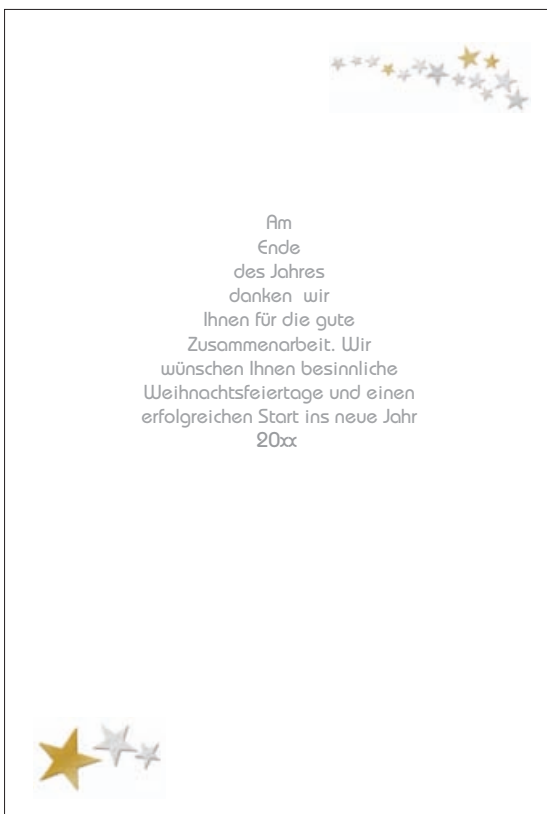 Am
Ende
des Jahres
danken wir
Ihnen für die gute
Zusammenarbeit. Wir
wünschen Ihnen besinnliche
Weihnachtsfeiertage und einen
erfolgreichen Start ins neue Jahr
20xx